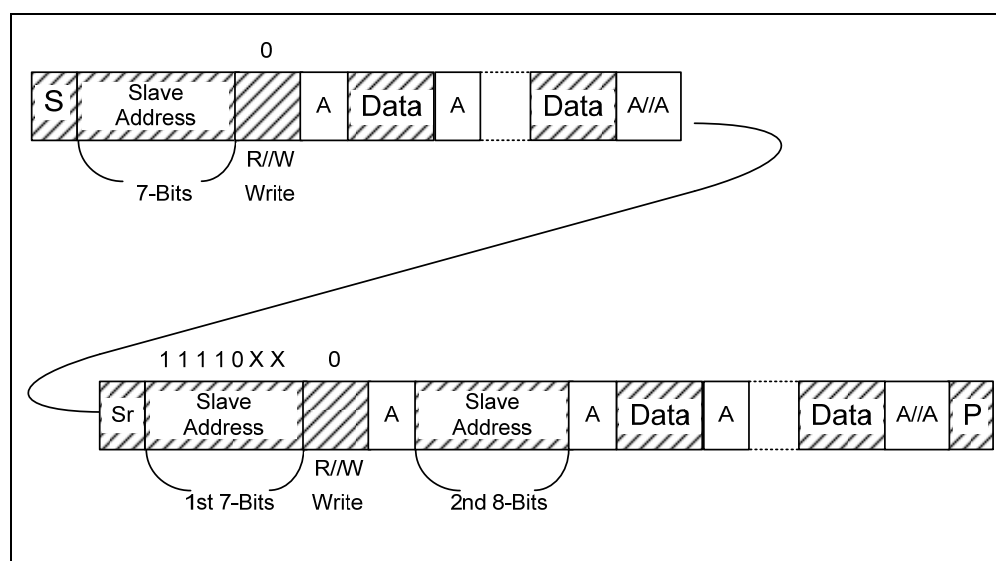 0
S Slave Address A Data A Data A//A
7-Bits R//W Write
1 1 1 1 0 X X 0
Sr Slave Address A Slave Address A Data A Data A//A P
1st 7-Bits R//W Write 2nd 8-Bits